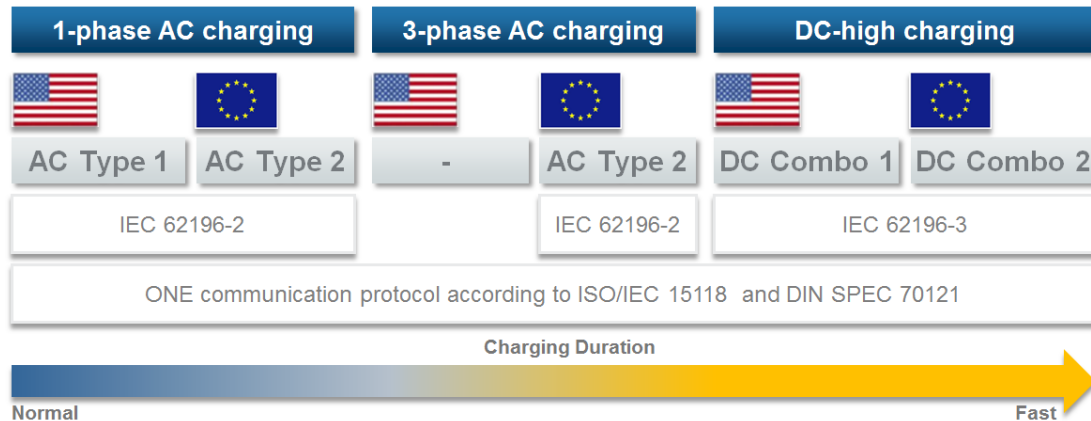 1-phase AC charging 3-phase AC charging DC-high charging
AC Type 1 AC Type 2 - AC Type 2 DC Combo 1 DC Combo 2
IEC 62196-2 IEC 62196-2 IEC 62196-3
ONE communication protocol according to ISO/IEC 15118 and DIN SPEC 70121
Charging Duration
Normal Fast